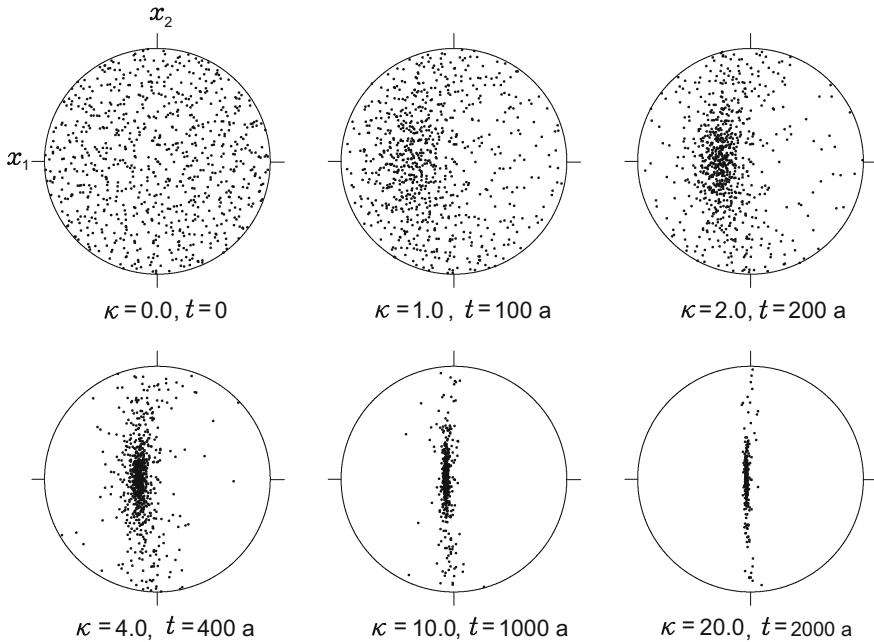 x₂
x₁
κ = 0.0, t = 0
κ = 1.0 , t = 100 a
κ = 2.0, t = 200 a
κ = 4.0, t = 400 a
κ = 10.0, t = 1000 a
κ = 20.0, t = 2000 a